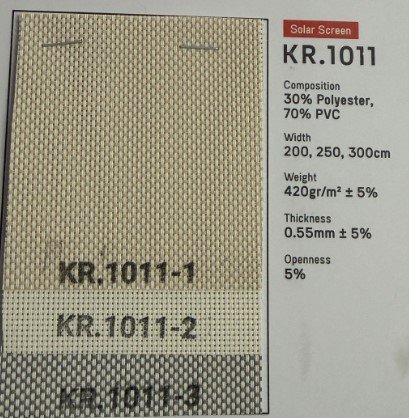 Solar Screen
KR.1011
Composition
30% Polyester,
70% PVC
Width
200, 250, 300cm
Weight
420gr/m² ± 5%
Thickness
0.55mm ± 5%
Openness
5%
KR.1011-1
KR.1011-2
KR.1011-3